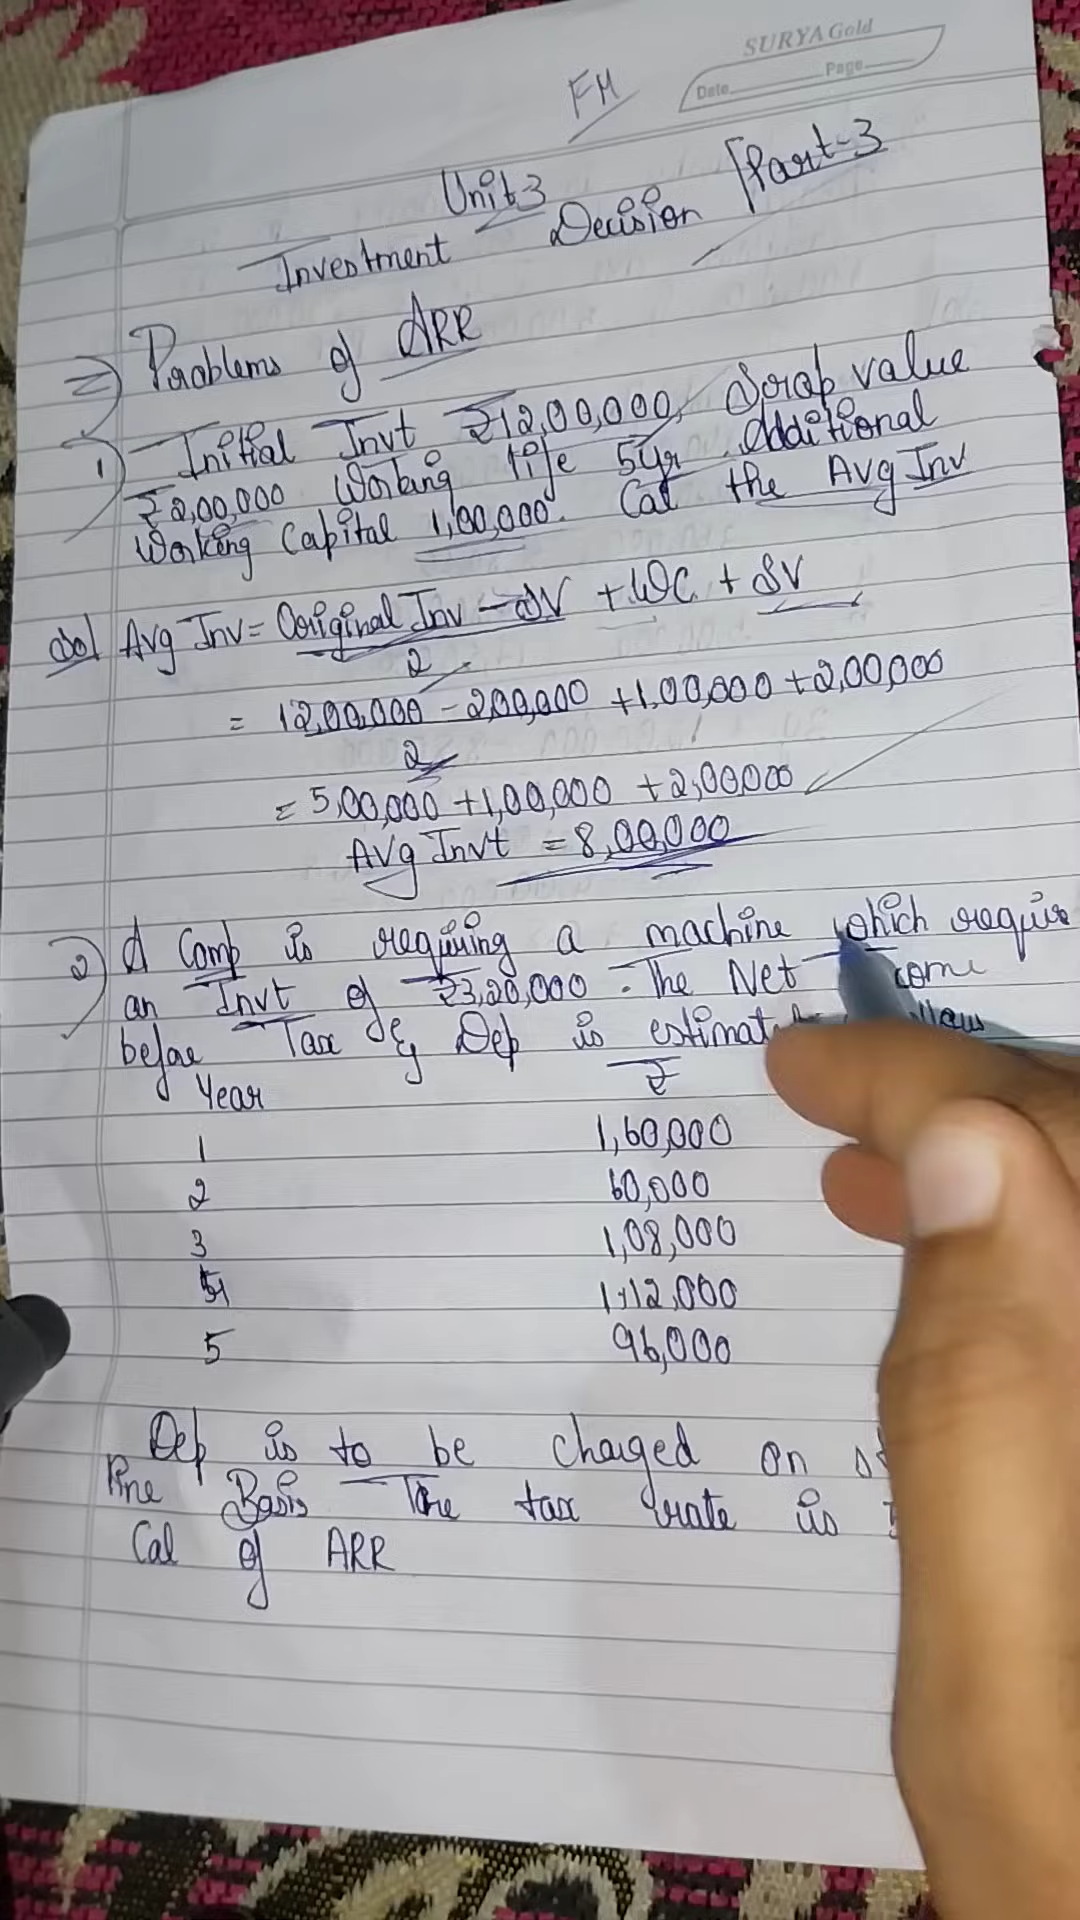 SURYA Gold
Date Page
FM
Unit 3
Investment Decision Part-3
Problems of ARR
1) Initial Invt ₹12,00,000, Scrap value
₹2,00,000 Working life 5yr Additional
Working Capital 1,00,000. Cal the Avg Inv
Sol Avg Inv = Original Inv - SV + WC + SV
2
= 12,00,000 - 2,00,000 + 1,00,000 + 2,00,000
2
= 5,00,000 + 1,00,000 + 2,00,000
Avg Invt = 8,00,000
2) A Comp is requiring a machine which require
an Invt of ₹3,20,000. The Net come
before Tax & Dep is estimat
Year ₹
1 1,60,000
2 60,000
3 1,08,000
4 1,12,000
5 96,000
Dep is to be charged on
line Basis The tax rate is
Cal of ARR